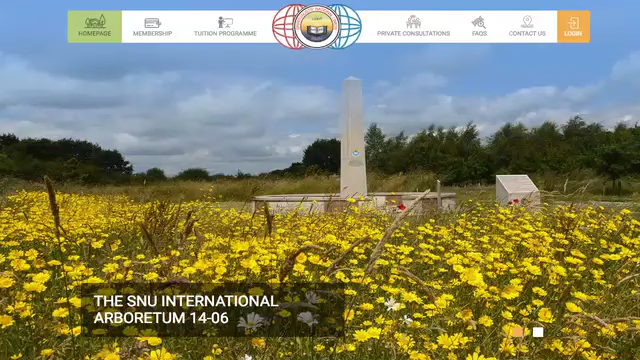 HOMEPAGE
MEMBERSHIP
TUITION PROGRAMME
PRIVATE CONSULTATIONS
FAQS
CONTACT US
LOGIN
THE SNU INTERNATIONAL
ARBORETUM 14-06